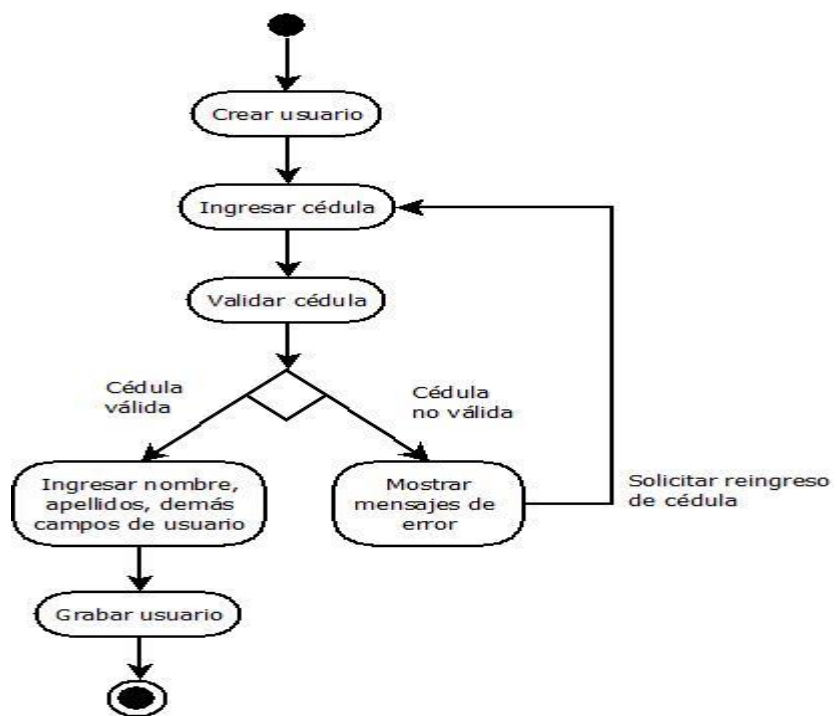 Crear usuario
Ingresar cédula
Validar cédula
Cédula
válida
Cédula
no válida
Ingresar nombre,
apellidos, demás
campos de usuario
Mostrar
mensajes de
error
Solicitar reingreso
de cédula
Grabar usuario